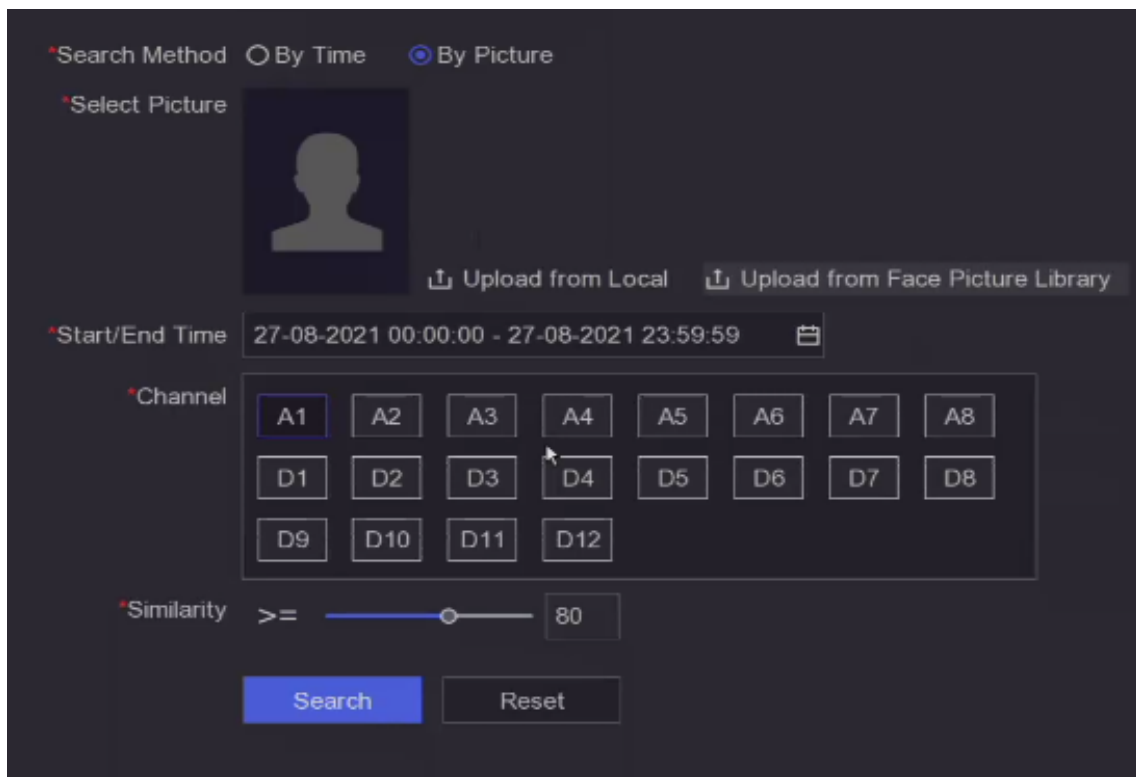 *Search Method By Time By Picture
*Select Picture
Upload from Local Upload from Face Picture Library
*Start/End Time 27-08-2021 00:00:00 - 27-08-2021 23:59:59
*Channel
A1 A2 A3 A4 A5 A6 A7 A8
D1 D2 D3 D4 D5 D6 D7 D8
D9 D10 D11 D12
*Similarity >= 80
Search Reset